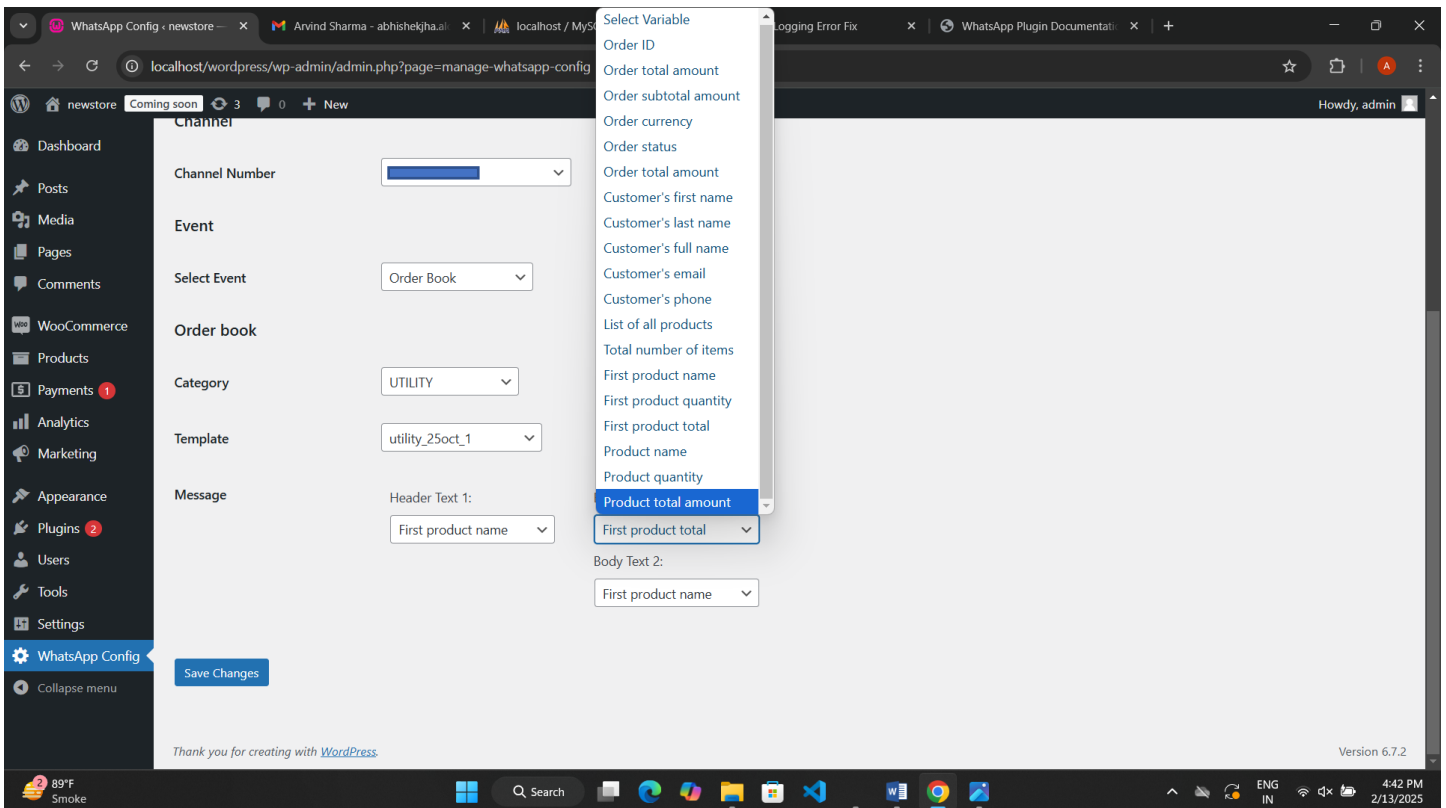 WhatsApp Config ‹ newstore —
Arvind Sharma - abhishekjha.al
localhost / MyS
Logging Error Fix
WhatsApp Plugin Documentati
localhost/wordpress/wp-admin/admin.php?page=manage-whatsapp-config
A
newstore
Coming soon
3
0
+ New
Howdy, admin
Dashboard
Posts
Media
Pages
Comments
WooCommerce
Products
Payments 1
Analytics
Marketing
Appearance
Plugins 2
Users
Tools
Settings
WhatsApp Config
Collapse menu
Channel
Channel Number
Event
Select Event
Order Book
Order book
Category
UTILITY
Template
utility_25oct_1
Message
Header Text 1:
First product name
Select Variable
Order ID
Order total amount
Order subtotal amount
Order currency
Order status
Order total amount
Customer's first name
Customer's last name
Customer's full name
Customer's email
Customer's phone
List of all products
Total number of items
First product name
First product quantity
First product total
Product name
Product quantity
Product total amount
First product total
Body Text 2:
First product name
Save Changes
Thank you for creating with WordPress.
Version 6.7.2
2
89°F
Smoke
Search
ENG
IN
4:42 PM
2/13/2025